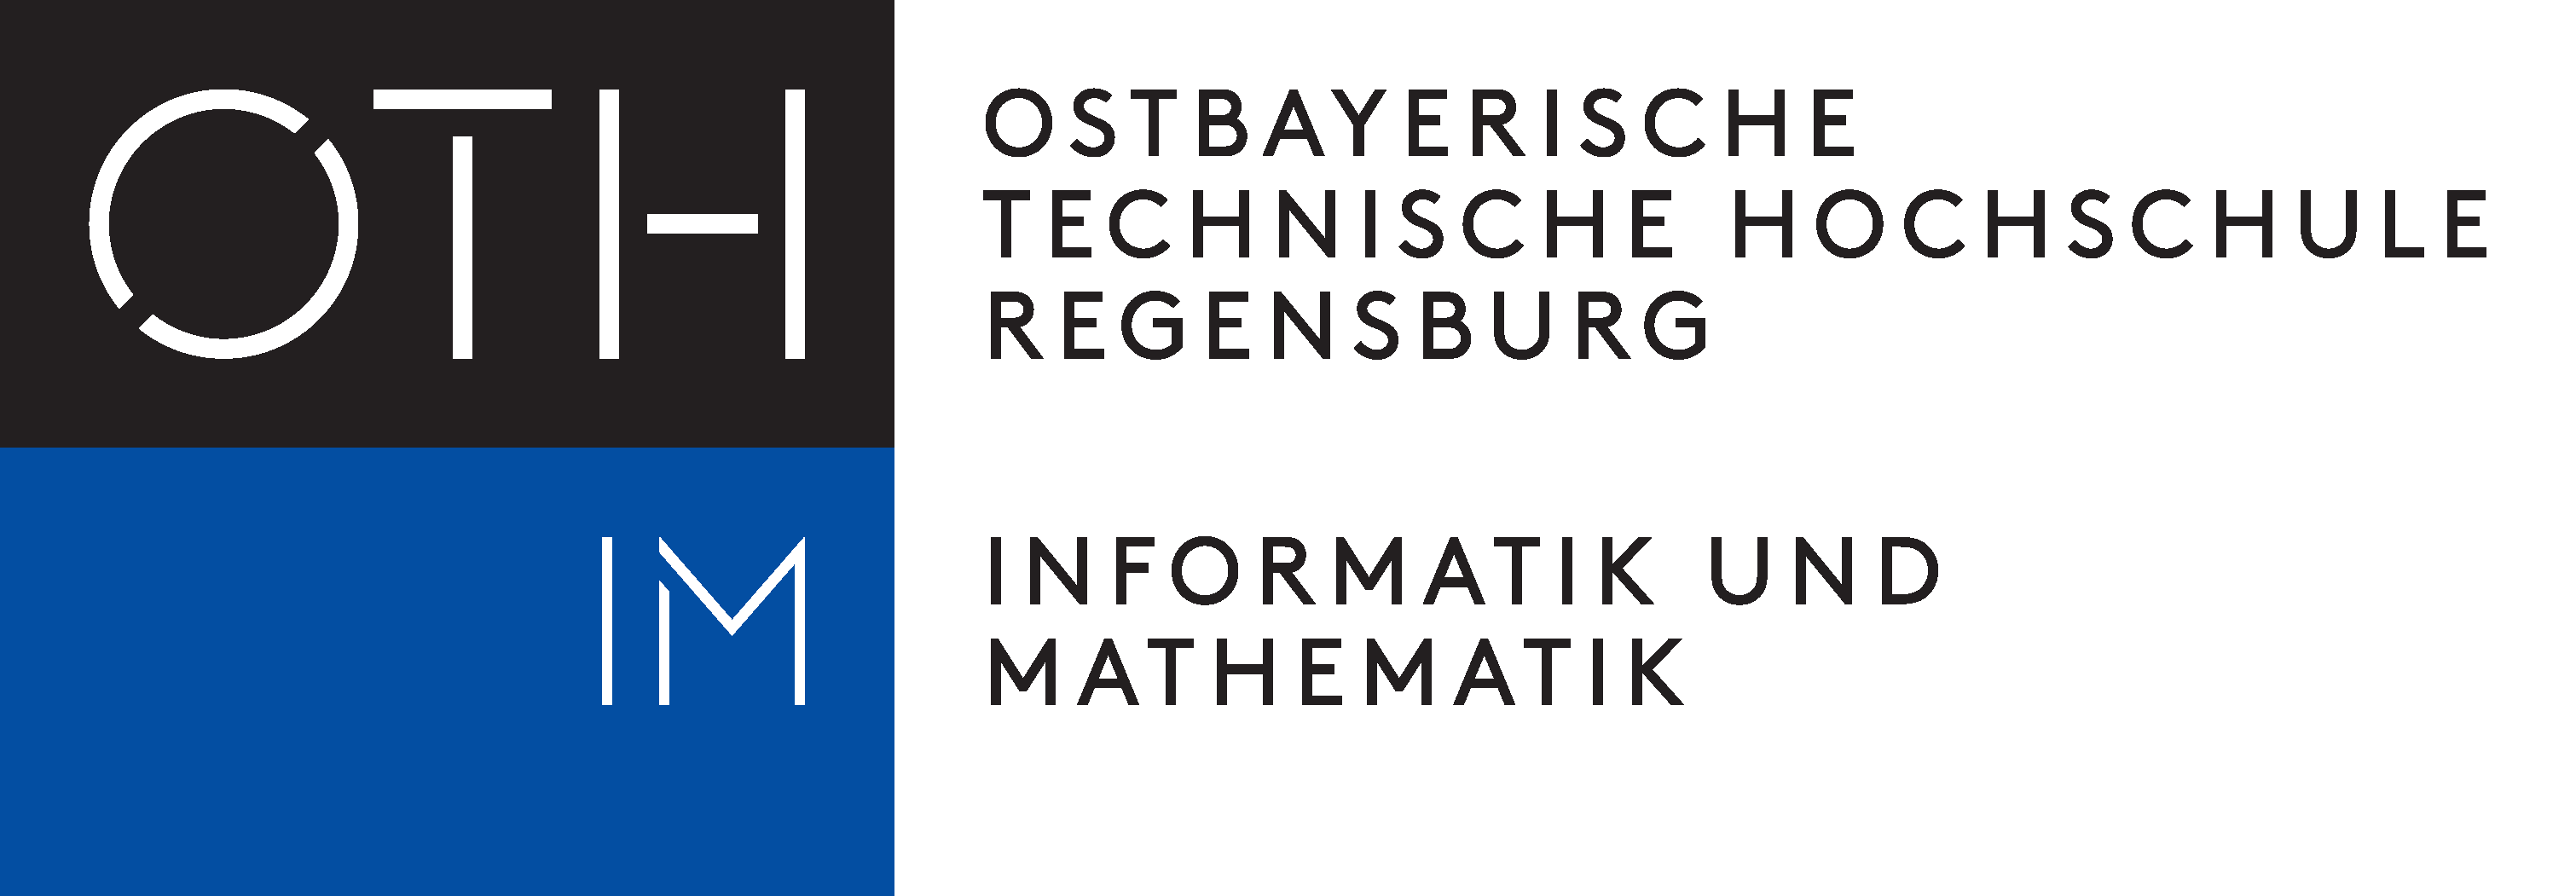 OTH
OSTBAYERISCHE
TECHNISCHE HOCHSCHULE
REGENSBURG
IM
INFORMATIK UND
MATHEMATIK